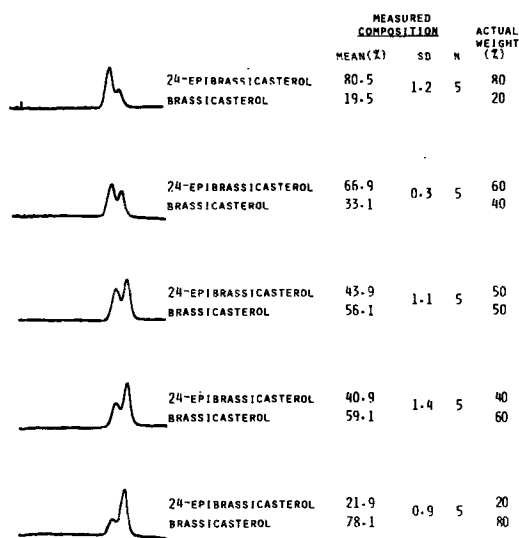 MEASURED
COMPOSITION ACTUAL
WEIGHT
MEAN(%) SD N (%)
24-EPIBRASSICASTEROL 80.5 1.2 5 80
BRASSICASTEROL 19.5 20
24-EPIBRASSICASTEROL 66.9 0.3 5 60
BRASSICASTEROL 33.1 40
24-EPIBRASSICASTEROL 43.9 1.1 5 50
BRASSICASTEROL 56.1 50
24-EPIBRASSICASTEROL 40.9 1.4 5 40
BRASSICASTEROL 59.1 60
24-EPIBRASSICASTEROL 21.9 0.9 5 20
BRASSICASTEROL 78.1 80